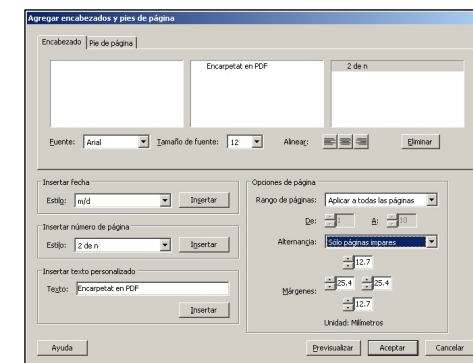 Agregar encabezados y pies de página
Encabezado Pie de página
Encarpetat en PDF 2 de n
Fuente: Arial Tamaño de fuente: 12 Alinear: Eliminar
Insertar fecha
Estilo: m/d Insertar
Insertar número de página
Estilo: 2 de n Insertar
Insertar texto personalizado
Texto: Encarpetat en PDF
Insertar
Opciones de página
Rango de páginas: Aplicar a todas las páginas
De: 1 A: 10
Alternancia: Sólo páginas impares
12.7
Márgenes: 25.4 25.4
12.7
Unidad: Milímetros
Ayuda Previsualizar Aceptar Cancelar